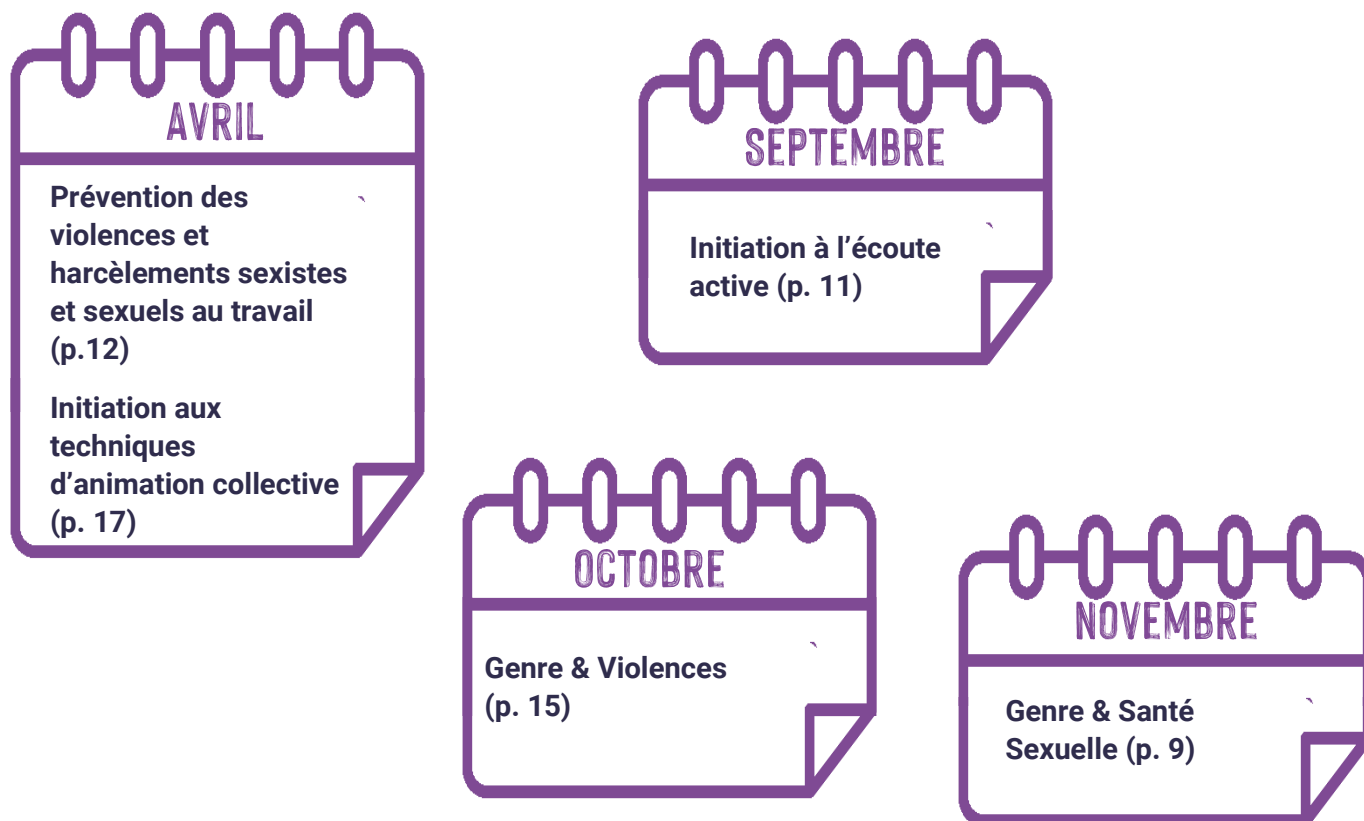 AVRIL
Prévention des
violences et
harcèlements sexistes
et sexuels au travail
(p.12)
Initiation aux
techniques
d’animation collective
(p. 17)
SEPTEMBRE
Initiation à l’écoute
active (p. 11)
OCTOBRE
Genre & Violences
(p. 15)
NOVEMBRE
Genre & Santé
Sexuelle (p. 9)